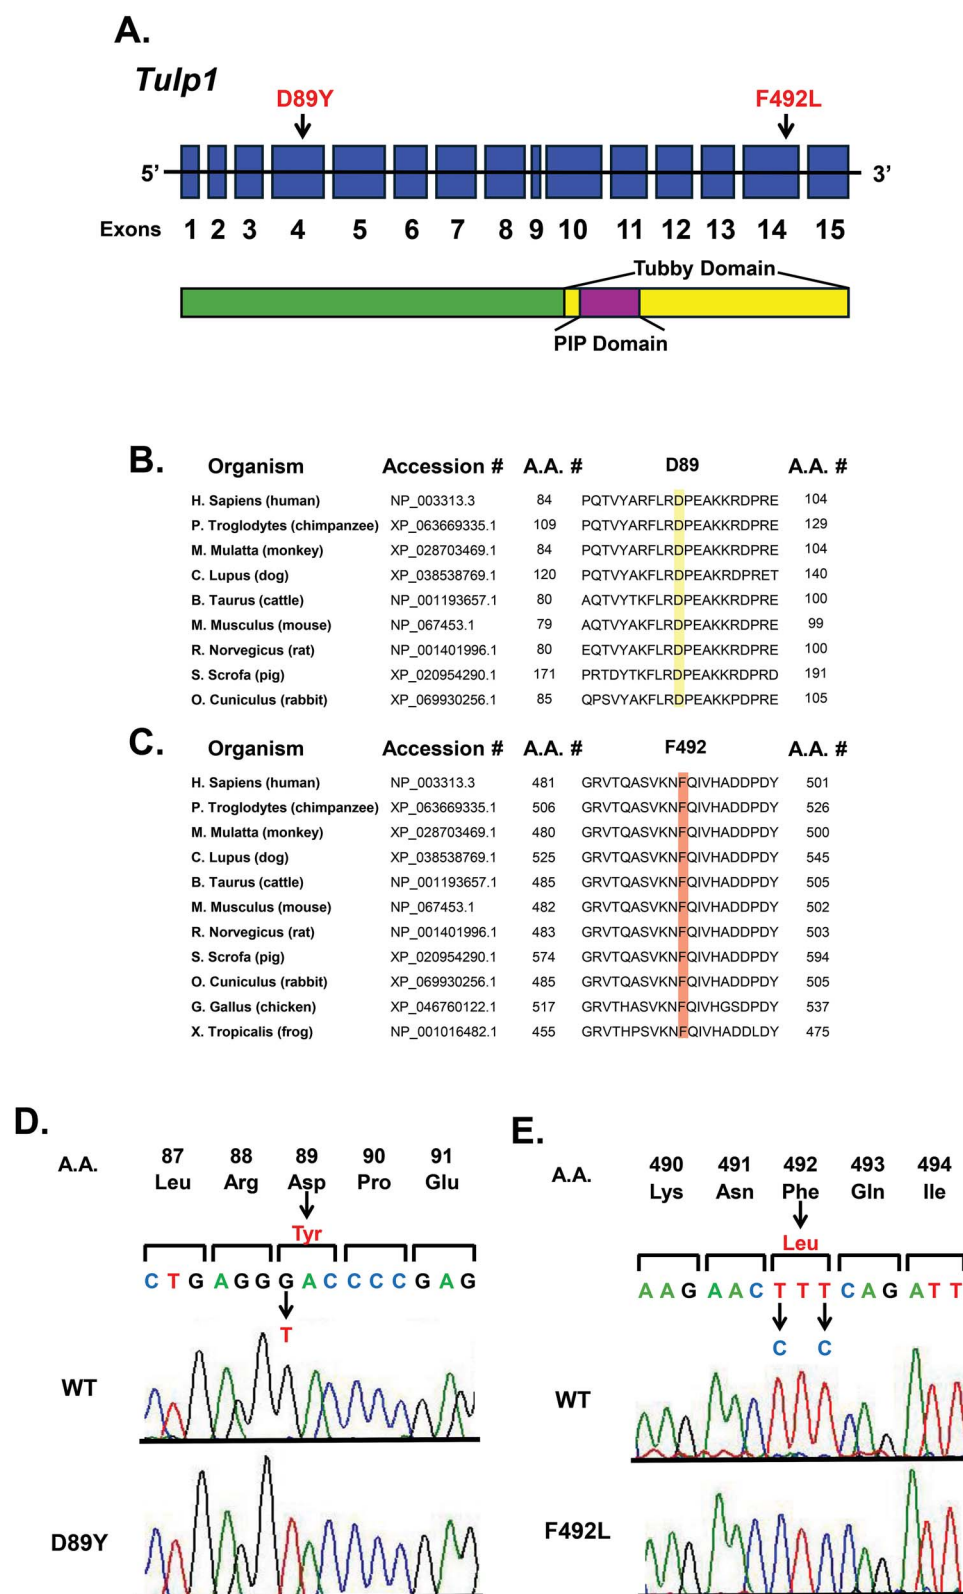 A.
Tulp1
D89Y F492L
5’ 3’
Exons 1 2 3 4 5 6 7 8 9 10 11 12 13 14 15
Tubby Domain
PIP Domain
B. Organism Accession # A.A. # D89 A.A. #
H. Sapiens (human) NP_003313.3 84 PQTVYARFLRDPEAKKRDPRE 104
P. Troglodytes (chimpanzee) XP_063669335.1 109 PQTVYARFLRDPEAKKRDPRE 129
M. Mulatta (monkey) XP_028703469.1 84 PQTVYARFLRDPEAKKRDPRE 104
C. Lupus (dog) XP_038538769.1 120 PQTVYAKFLRDPEAKRDPRET 140
B. Taurus (cattle) NP_001193657.1 80 AQTVYTKFLRDPEAKKRDPRE 100
M. Musculus (mouse) NP_067453.1 79 AQTVYAKFLRDPEAKKRDPRE 99
R. Norvegicus (rat) NP_001401996.1 80 EQTVYAKFLRDPEAKKRDPRE 100
S. Scrofa (pig) XP_020954290.1 171 PRTDYTKFLRDPEAKKRDPRD 191
O. Cuniculus (rabbit) XP_069930256.1 85 QPSVYAKFLRDPEAKKPDPRE 105
C. Organism Accession # A.A. # F492 A.A. #
H. Sapiens (human) NP_003313.3 481 GRVTQASVKNFQIVHADDPDY 501
P. Troglodytes (chimpanzee) XP_063669335.1 506 GRVTQASVKNFQIVHADDPDY 526
M. Mulatta (monkey) XP_028703469.1 480 GRVTQASVKNFQIVHADDPDY 500
C. Lupus (dog) XP_038538769.1 525 GRVTQASVKNFQIVHADDPDY 545
B. Taurus (cattle) NP_001193657.1 485 GRVTQASVKNFQIVHADDPDY 505
M. Musculus (mouse) NP_067453.1 482 GRVTQASVKNFQIVHADDPDY 502
R. Norvegicus (rat) NP_001401996.1 483 GRVTQASVKNFQIVHADDPDY 503
S. Scrofa (pig) XP_020954290.1 574 GRVTQASVKNFQIVHADDPDY 594
O. Cuniculus (rabbit) XP_069930256.1 485 GRVTQASVKNFQIVHADDPDY 505
G. Gallus (chicken) XP_046760122.1 517 GRVTHASVKNFQIVHGSDPDY 537
X. Tropicalis (frog) NP_001016482.1 455 GRVTHPSVKNFQIVHADDLDY 475
D.
A.A. 87 88 89 90 91
Leu Arg Asp Pro Glu
Tyr
C T G A G G G A C C C C G A G
T
WT
D89Y
E.
A.A. 490 491 492 493 494
Lys Asn Phe Gln Ile
Leu
A A G A A C T T T C A G A T T
C C
WT
F492L